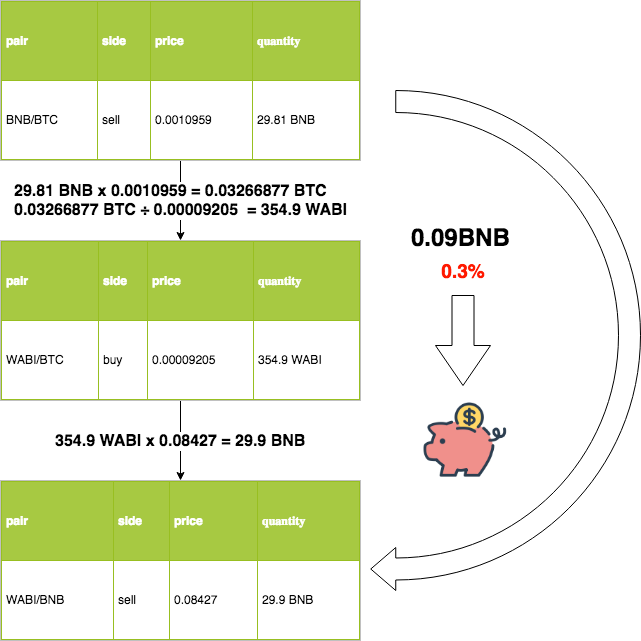 pair side price quantity
BNB/BTC sell 0.0010959 29.81 BNB
29.81 BNB x 0.0010959 = 0.03266877 BTC
0.03266877 BTC ÷ 0.00009205 = 354.9 WABI
0.09BNB
0.3%
pair side price quantity
WABI/BTC buy 0.00009205 354.9 WABI
$
354.9 WABI x 0.08427 = 29.9 BNB
pair side price quantity
WABI/BNB sell 0.08427 29.9 BNB